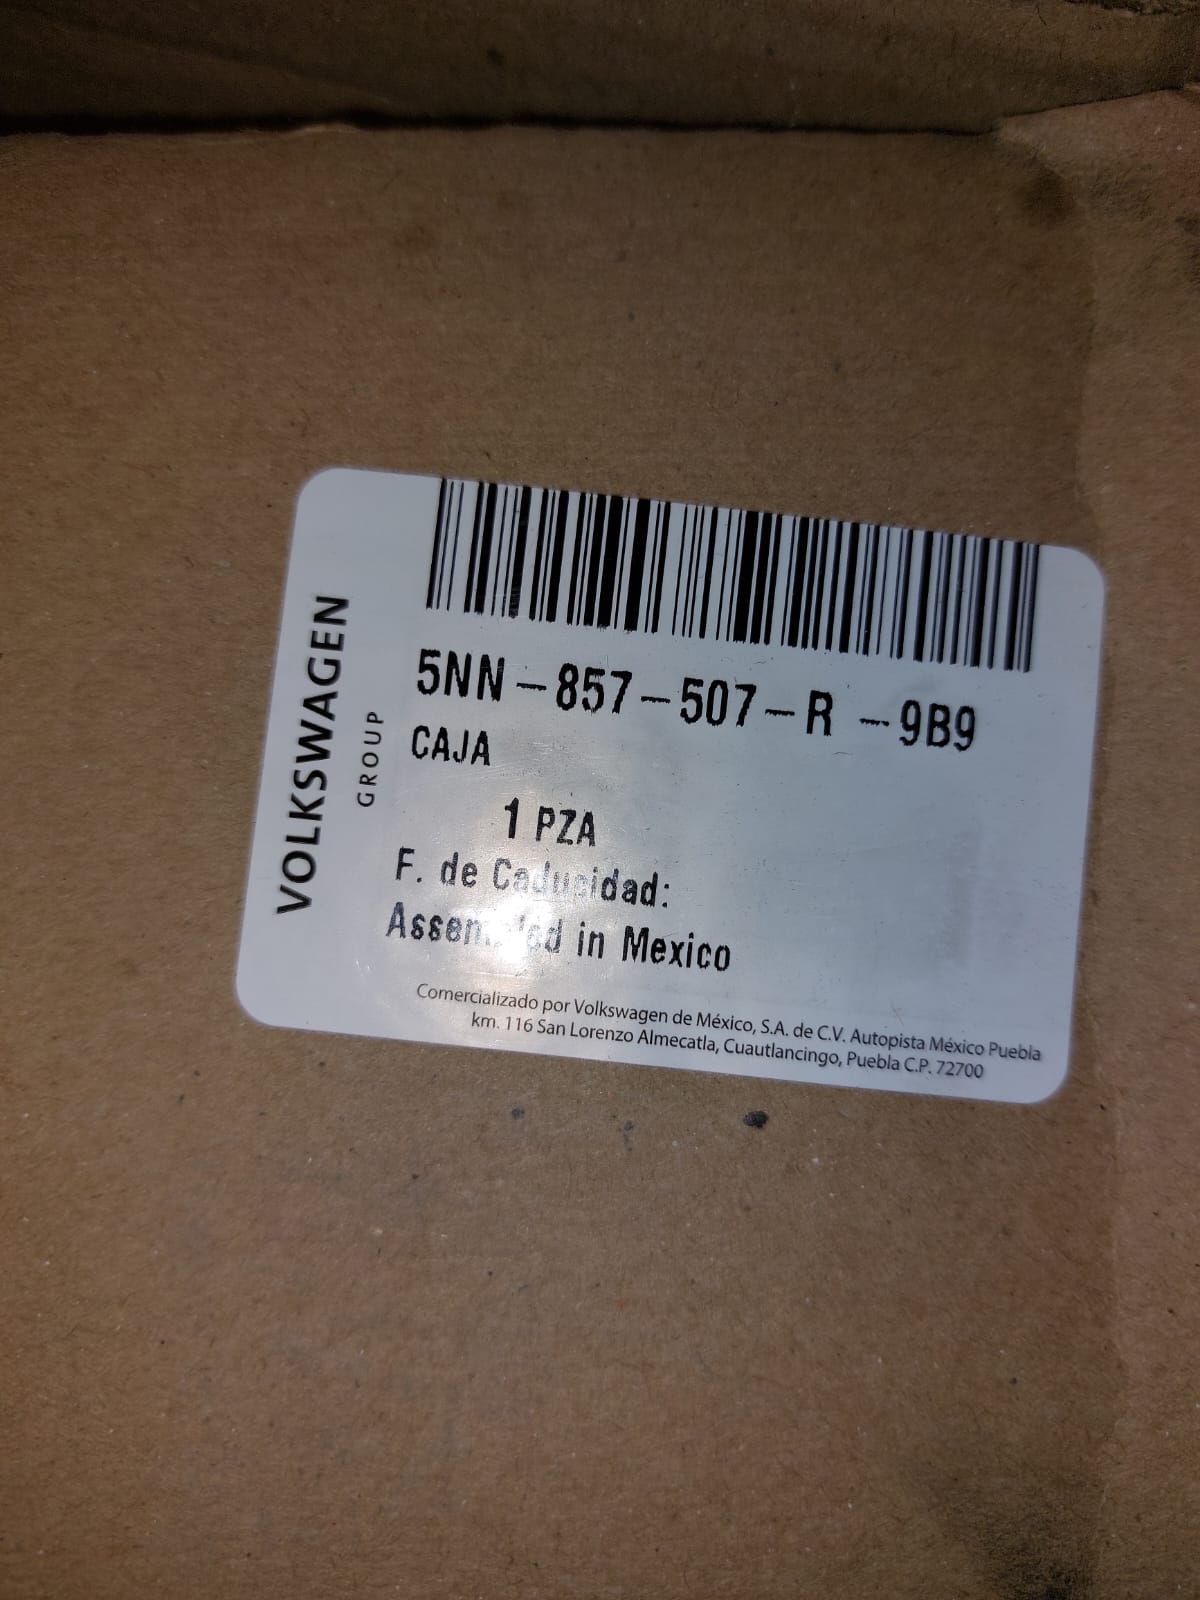 VOLKSWAGEN
GROUP
5NN-857-507-R -9B9
CAJA
1 PZA
F. de Caducidad:
Assembled in Mexico
Comercializado por Volkswagen de México, S.A. de C.V. Autopista México Puebla
km. 116 San Lorenzo Almecatla, Cuautlancingo, Puebla C.P. 72700